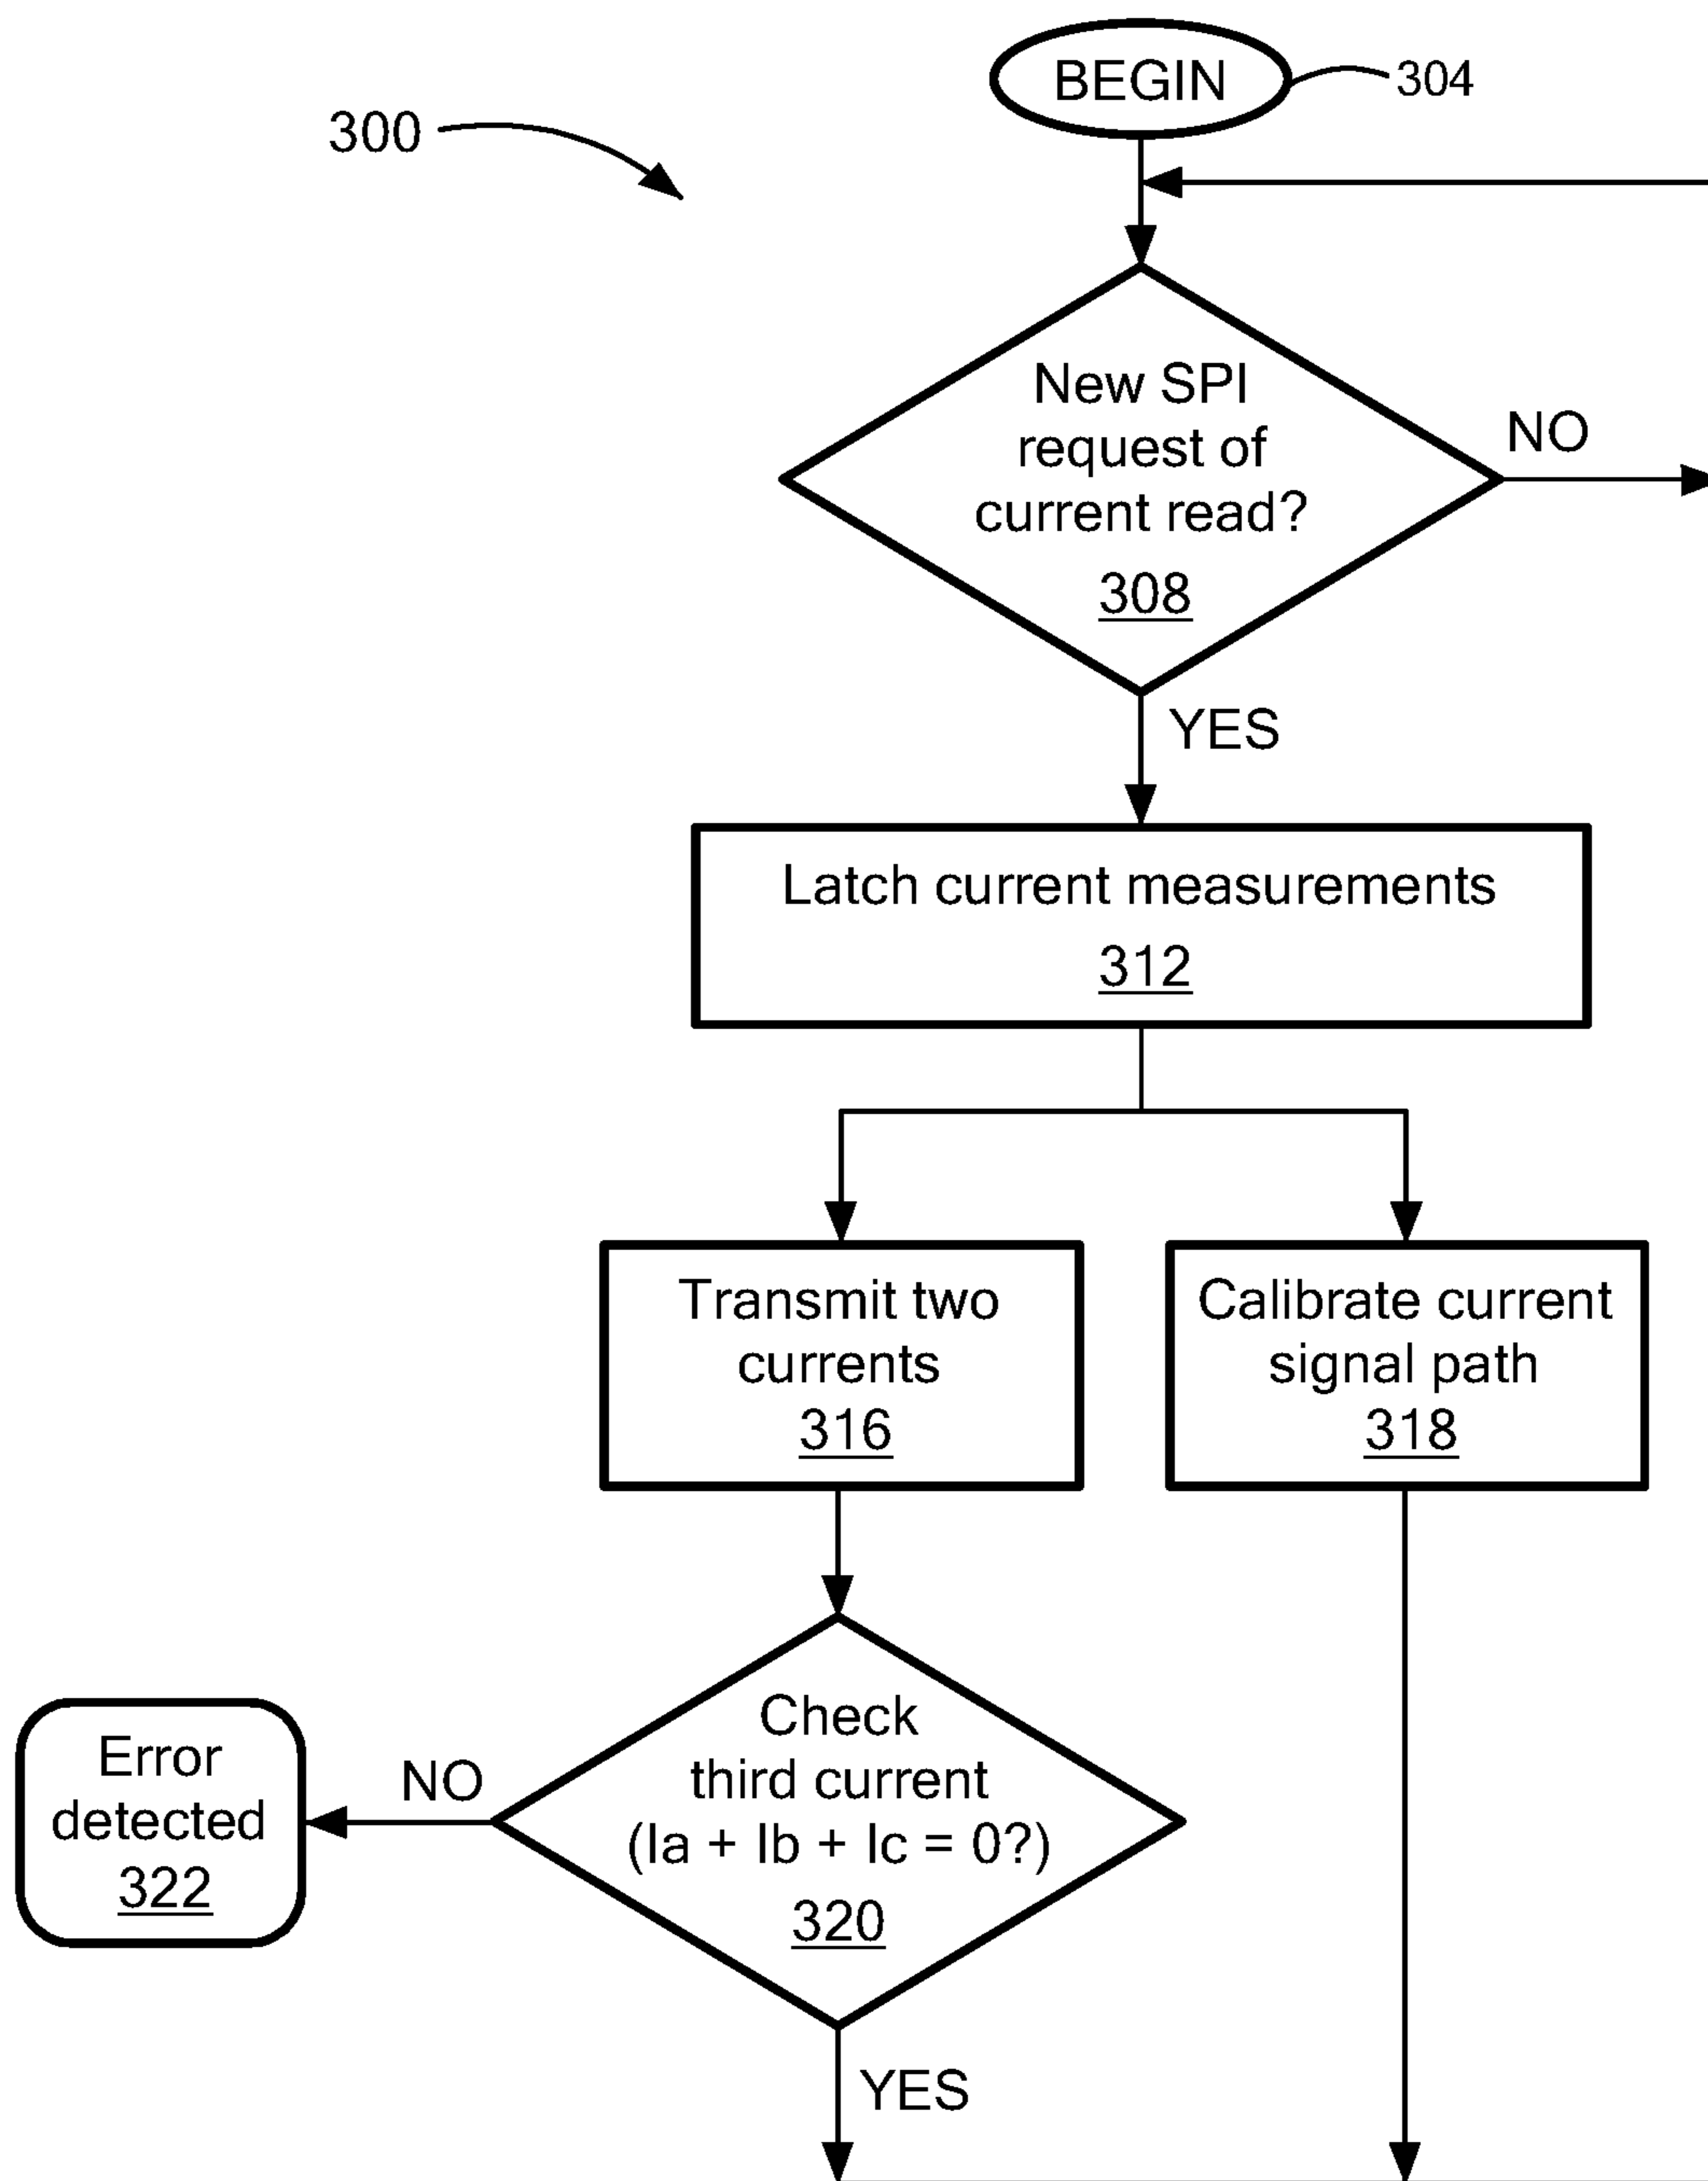 BEGIN
304
300
New SPI
request of
current read?
308
NO
YES
Latch current measurements
312
Transmit two
currents
316
Calibrate current
signal path
318
Check
third current
(Ia + Ib + Ic = 0?)
320
NO
Error
detected
322
YES